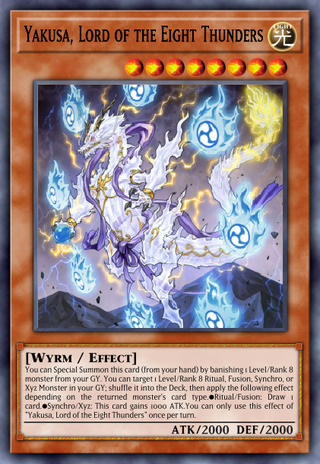 YAKUSA, LORD OF THE EIGHT THUNDERS
LIGHT
光
[WYRM / EFFECT]
You can Special Summon this card (from your hand) by banishing 1 Level/Rank 8
monster from your GY. You can target 1 Level/Rank 8 Ritual, Fusion, Synchro, or
Xyz Monster in your GY; shuffle it into the Deck, then apply the following effect
depending on the returned monster's card type.●Ritual/Fusion: Draw 1
card.●Synchro/Xyz: This card gains 1000 ATK.You can only use this effect of
"Yakusa, Lord of the Eight Thunders" once per turn.
ATK/2000 DEF/2000